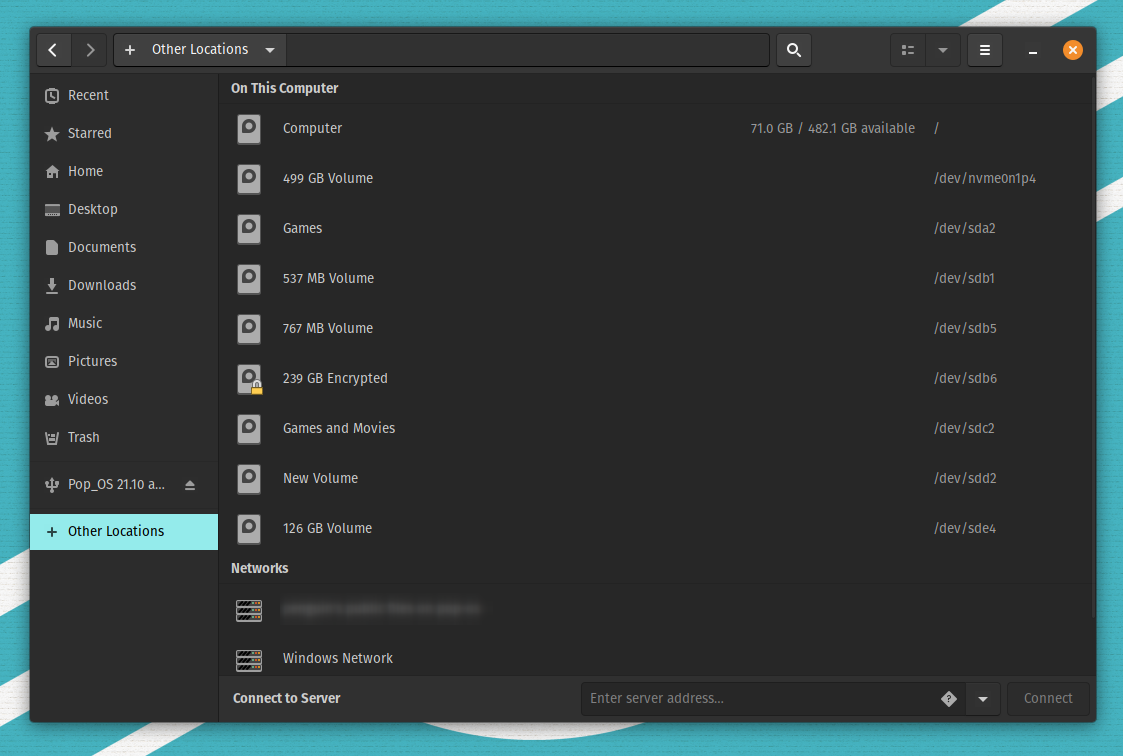 Other Locations
Recent
Starred
Home
Desktop
Documents
Downloads
Music
Pictures
Videos
Trash
Pop_OS 21.10 a...
Other Locations
On This Computer
Computer 71.0 GB / 482.1 GB available /
499 GB Volume /dev/nvme0n1p4
Games /dev/sda2
537 MB Volume /dev/sdb1
767 MB Volume /dev/sdb5
239 GB Encrypted /dev/sdb6
Games and Movies /dev/sdc2
New Volume /dev/sdd2
126 GB Volume /dev/sde4
Networks
Windows Network
Connect to Server Enter server address... Connect